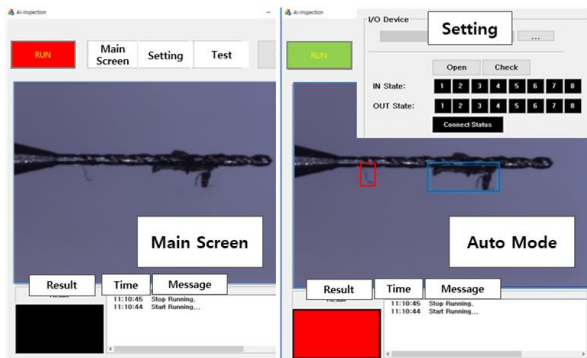 AI-Inspection
RUN
Main Screen
Setting
Test
Main Screen
Result
Time
Message
11:10:45 Stop Running,
11:10:44 Start Running...
AI-Inspection
RUN
I/O Device
Setting
...
Open
Check
IN State:
1 2 3 4 5 6 7 8
OUT State:
1 2 3 4 5 6 7 8
Connect Status
Auto Mode
Result
Time
Message
Result
11:10:45 Stop Running,
11:10:44 Start Running...